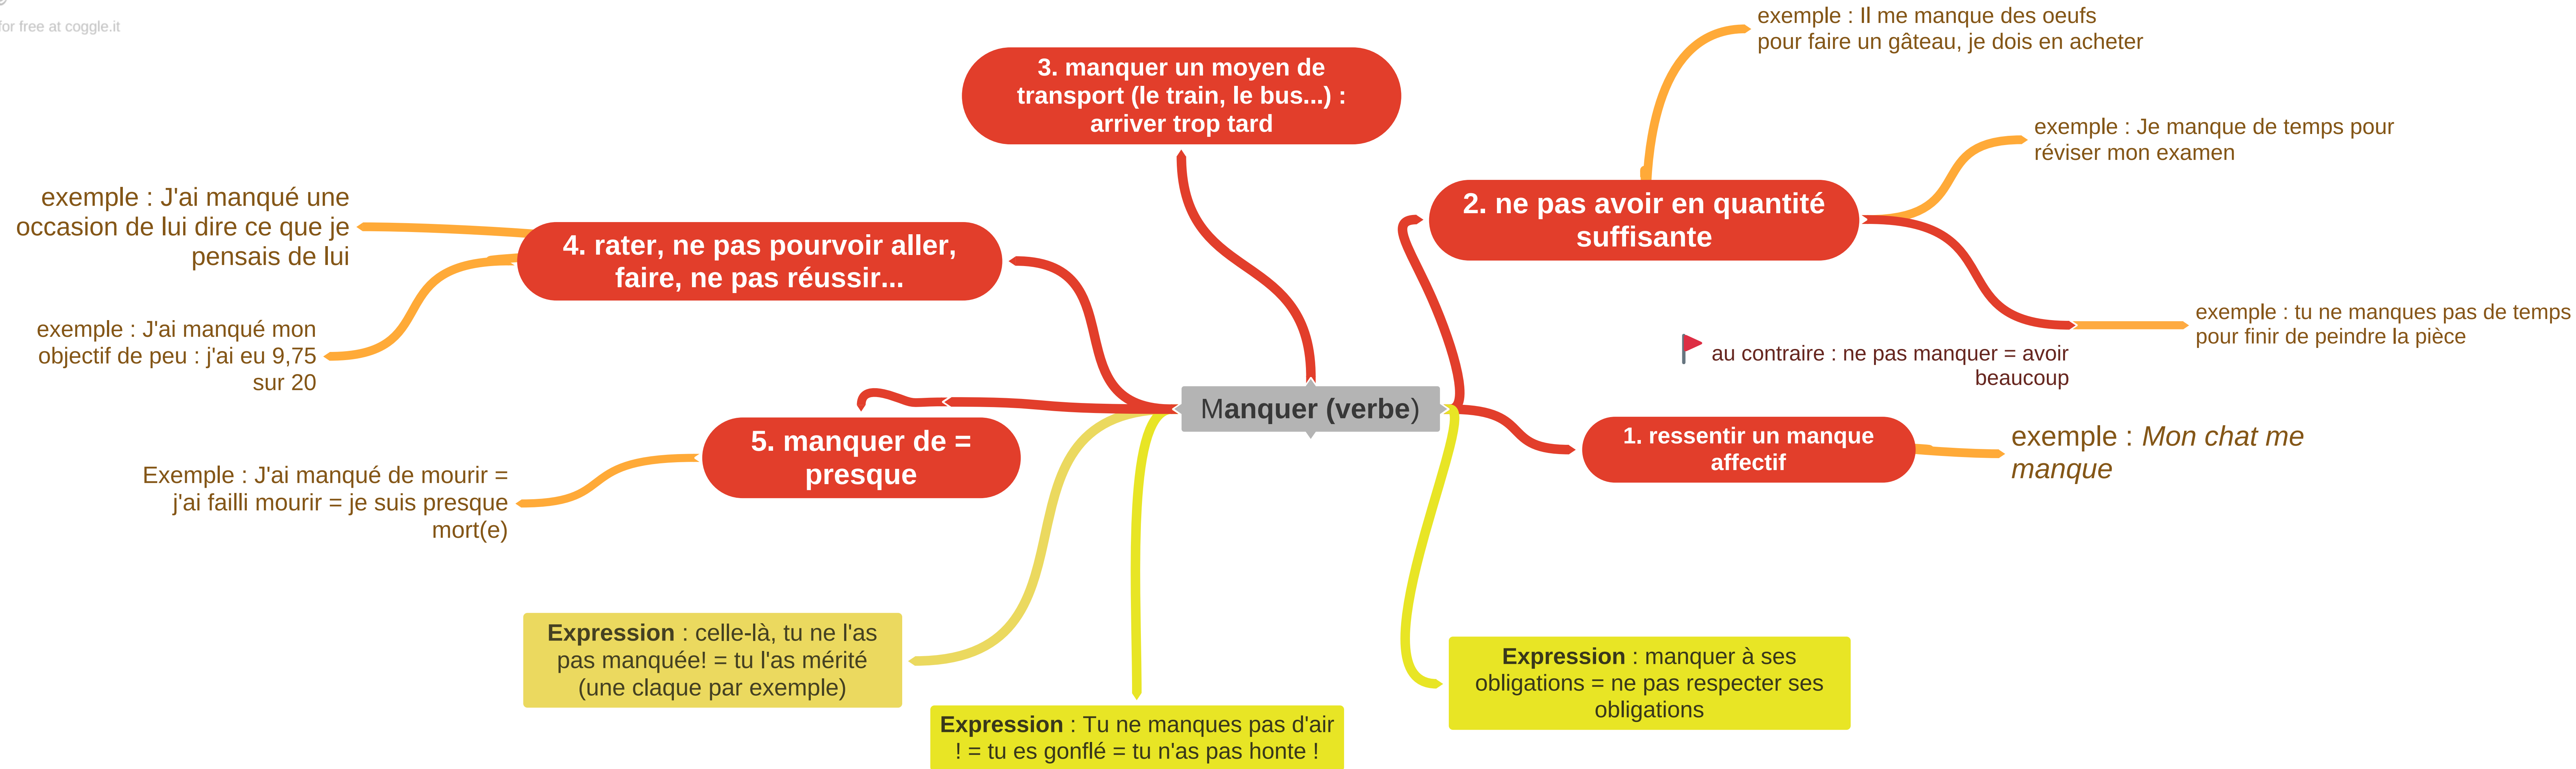 for free at coggle.it
exemple : Il me manque des oeufs
pour faire un gâteau, je dois en acheter
3. manquer un moyen de
transport (le train, le bus...) :
arriver trop tard
exemple : Je manque de temps pour
réviser mon examen
2. ne pas avoir en quantité
suffisante
exemple : J'ai manqué une
occasion de lui dire ce que je
pensais de lui
4. rater, ne pas pourvoir aller,
faire, ne pas réussir...
exemple : tu ne manques pas de temps
pour finir de peindre la pièce
au contraire : ne pas manquer = avoir
beaucoup
exemple : J'ai manqué mon
objectif de peu : j'ai eu 9,75
sur 20
Manquer (verbe)
1. ressentir un manque
affectif
exemple : Mon chat me
manque
5. manquer de =
presque
Exemple : J'ai manqué de mourir =
j'ai failli mourir = je suis presque
mort(e)
Expression : celle-là, tu ne l'as
pas manquée! = tu l'as mérité
(une claque par exemple)
Expression : manquer à ses
obligations = ne pas respecter ses
obligations
Expression : Tu ne manques pas d'air
! = tu es gonflé = tu n'as pas honte !